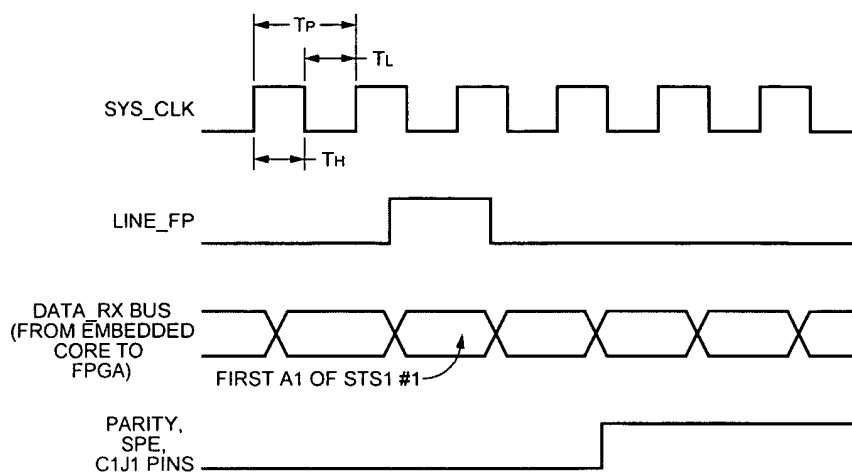 TP
TL
SYS_CLK
TH
LINE_FP
DATA_RX BUS
(FROM EMBEDDED
CORE TO
FPGA)
FIRST A1 OF STS1 #1
PARITY,
SPE,
C1J1 PINS